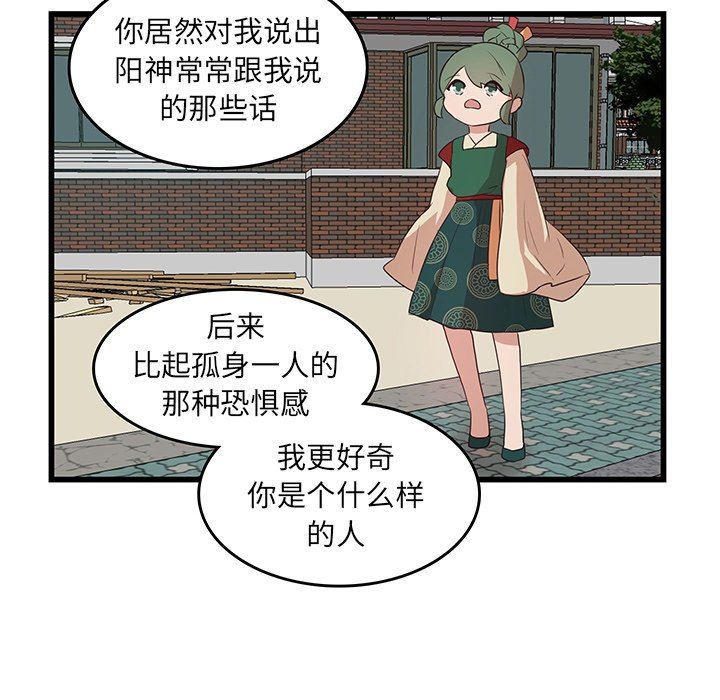 你居然对我说出
阳神常常跟我说
的那些话
后来
比起孤身一人的
那种恐惧感
我更好奇
你是个什么样
的人